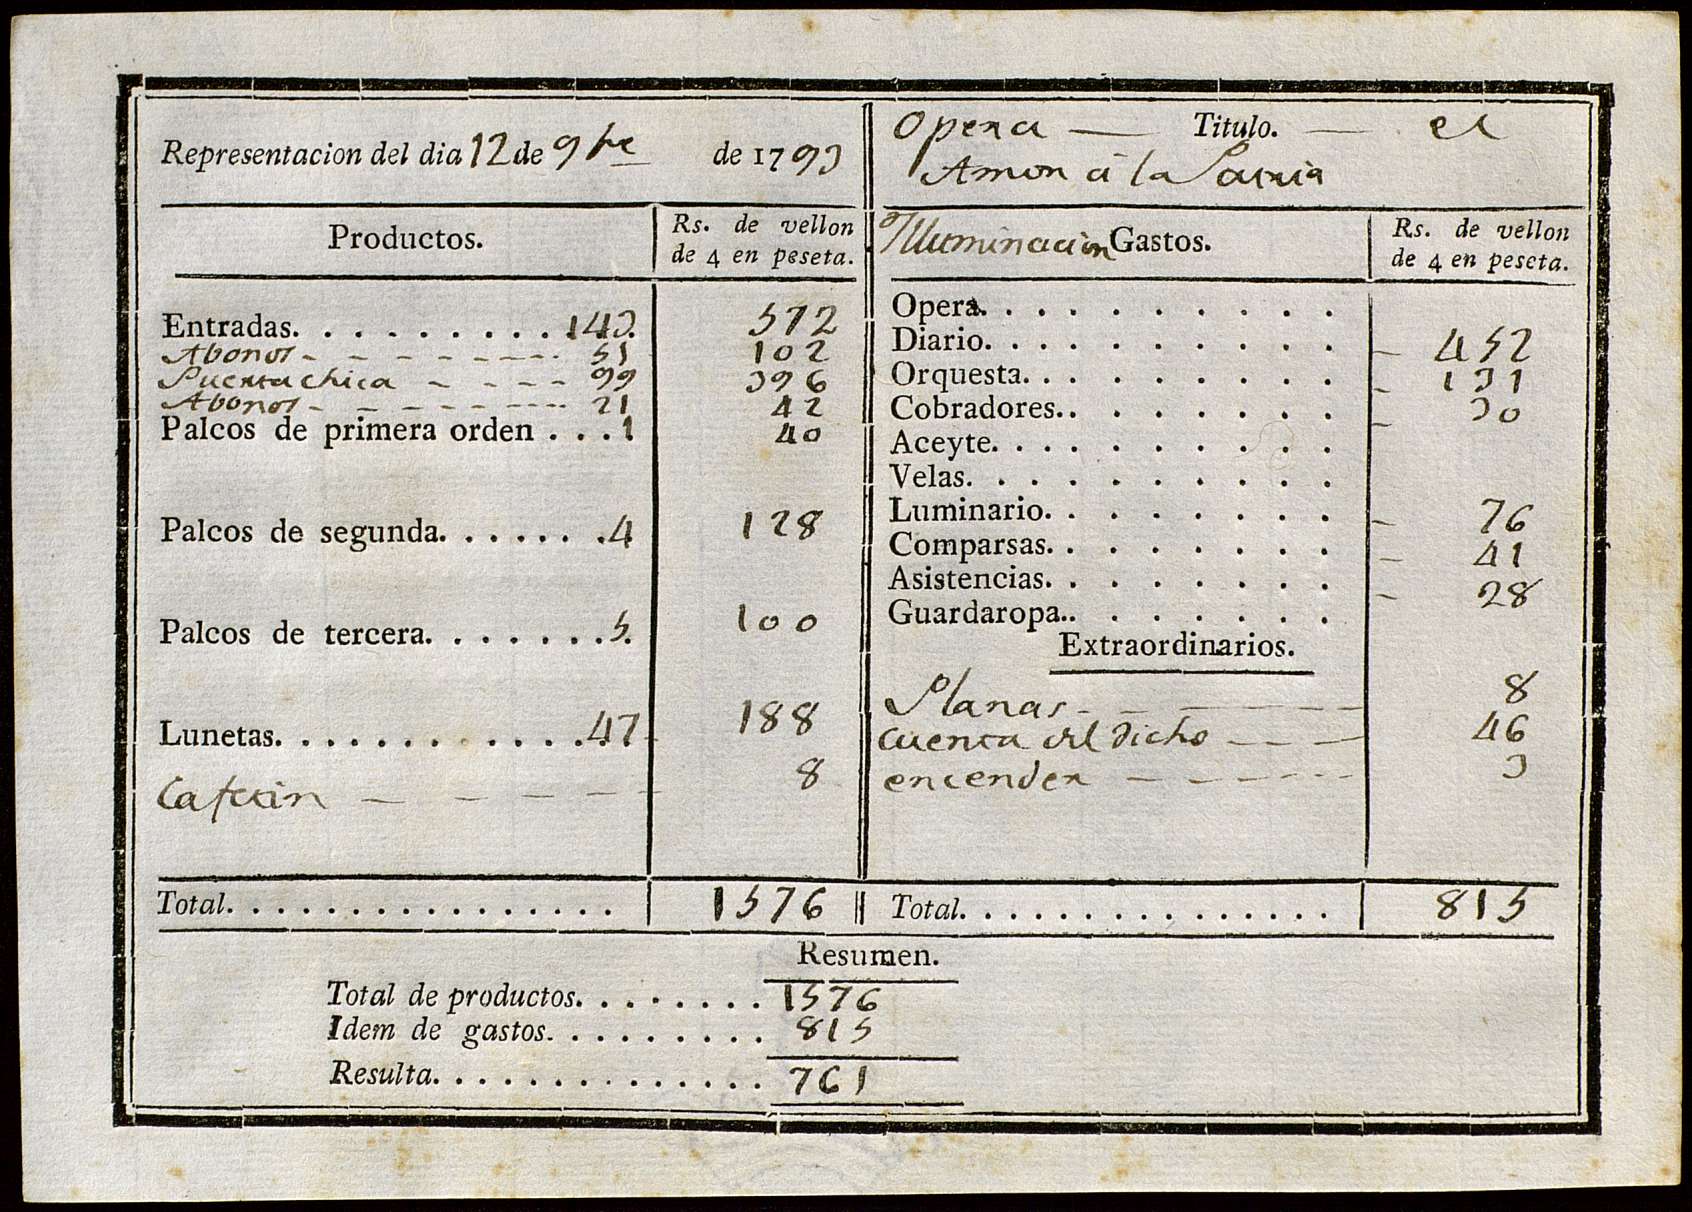 Representacion del dia 12 de 9bre de 1793
Opera — Titulo. — el
Amor á la Patria
Productos.
Rs. de vellon
de 4 en peseta.
Entradas. . . . . . . . . . 143. 572
Abonos - - - - - - - - 51 102
Puerta chica - - - - 99 396
Abonos - - - - - - - - 21 42
Palcos de primera orden . . . 1 40
Palcos de segunda. . . . . . . 4 128
Palcos de tercera. . . . . . . . 5. 100
Lunetas. . . . . . . . . . . . . . 47 188
Cafetin — — — — — 8
Total. . . . . . . . . . . . . . . . . 1576
Illuminacion Gastos.
Rs. de vellon
de 4 en peseta.
Opera. . . . . . . . . .
Diario. . . . . . . . . . 452
Orquesta. . . . . . . . . 131
Cobradores.. . . . . . . 30
Aceyte. . . . . . . . . .
Velas. . . . . . . . . .
Luminario. . . . . . . . 76
Comparsas. . . . . . . . 41
Asistencias. . . . . . . . 28
Guardaropa.. . . . . . .
Extraordinarios.
Planas - - - - - - 8
cuenta del dicho - - - 46
encender - - - - - 3
Total. . . . . . . . . . . . . . . . 815
Resumen.
Total de productos. . . . . . . . 1576
Idem de gastos. . . . . . . . . 815
Resulta. . . . . . . . . . . . . . 761